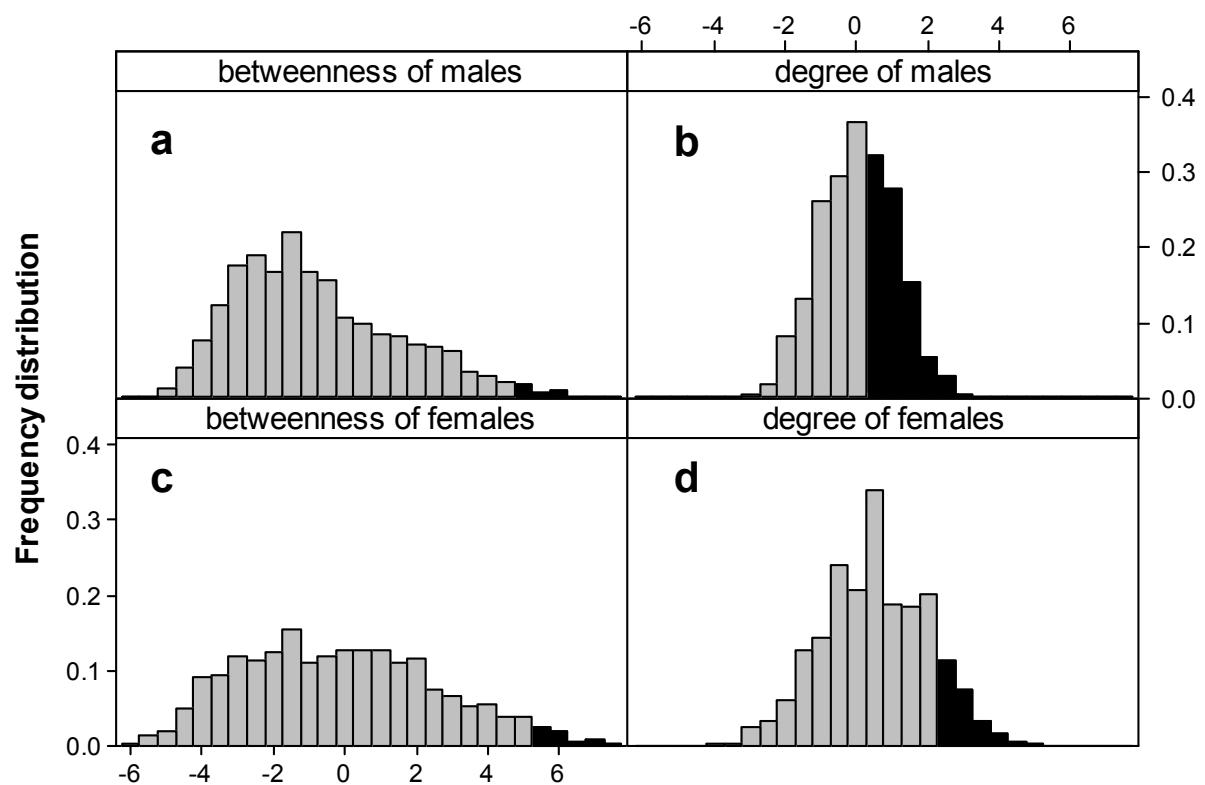 -6 -4 -2 0 2 4 6
betweenness of males degree of males
a b
0.4
0.3
0.2
0.1
0.0
Frequency distribution
betweenness of females degree of females
c d
0.4
0.3
0.2
0.1
0.0
-6 -4 -2 0 2 4 6